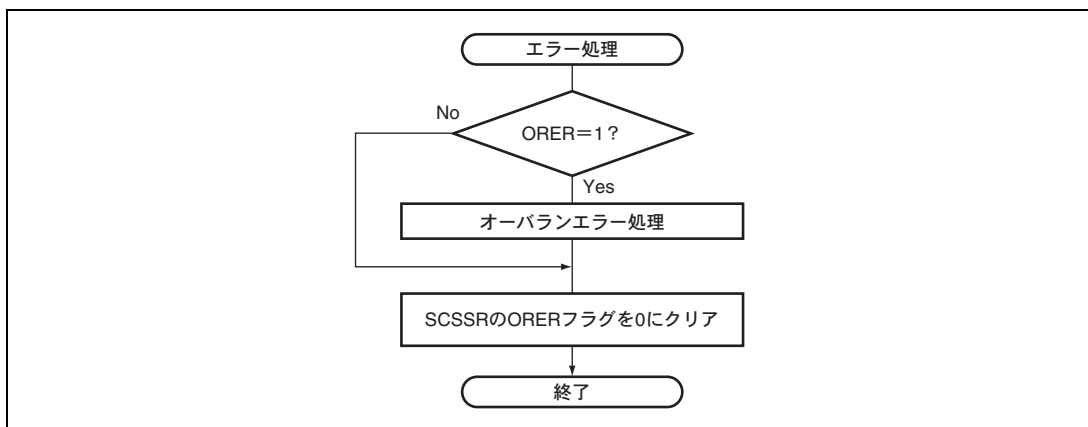 エラー処理
No
ORER＝1？
Yes
オーバランエラー処理
SCSSRのORERフラグを0にクリア
終了